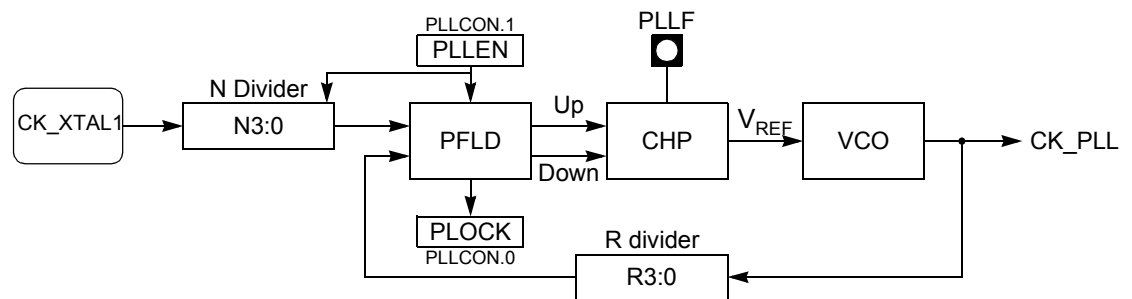 PLLCON.1
PLLEN
PLLF
N Divider
CK_XTAL1
N3:0
PFLD
Up
Down
CHP
VREF
VCO
CK_PLL
PLOCK
PLLCON.0
R divider
R3:0